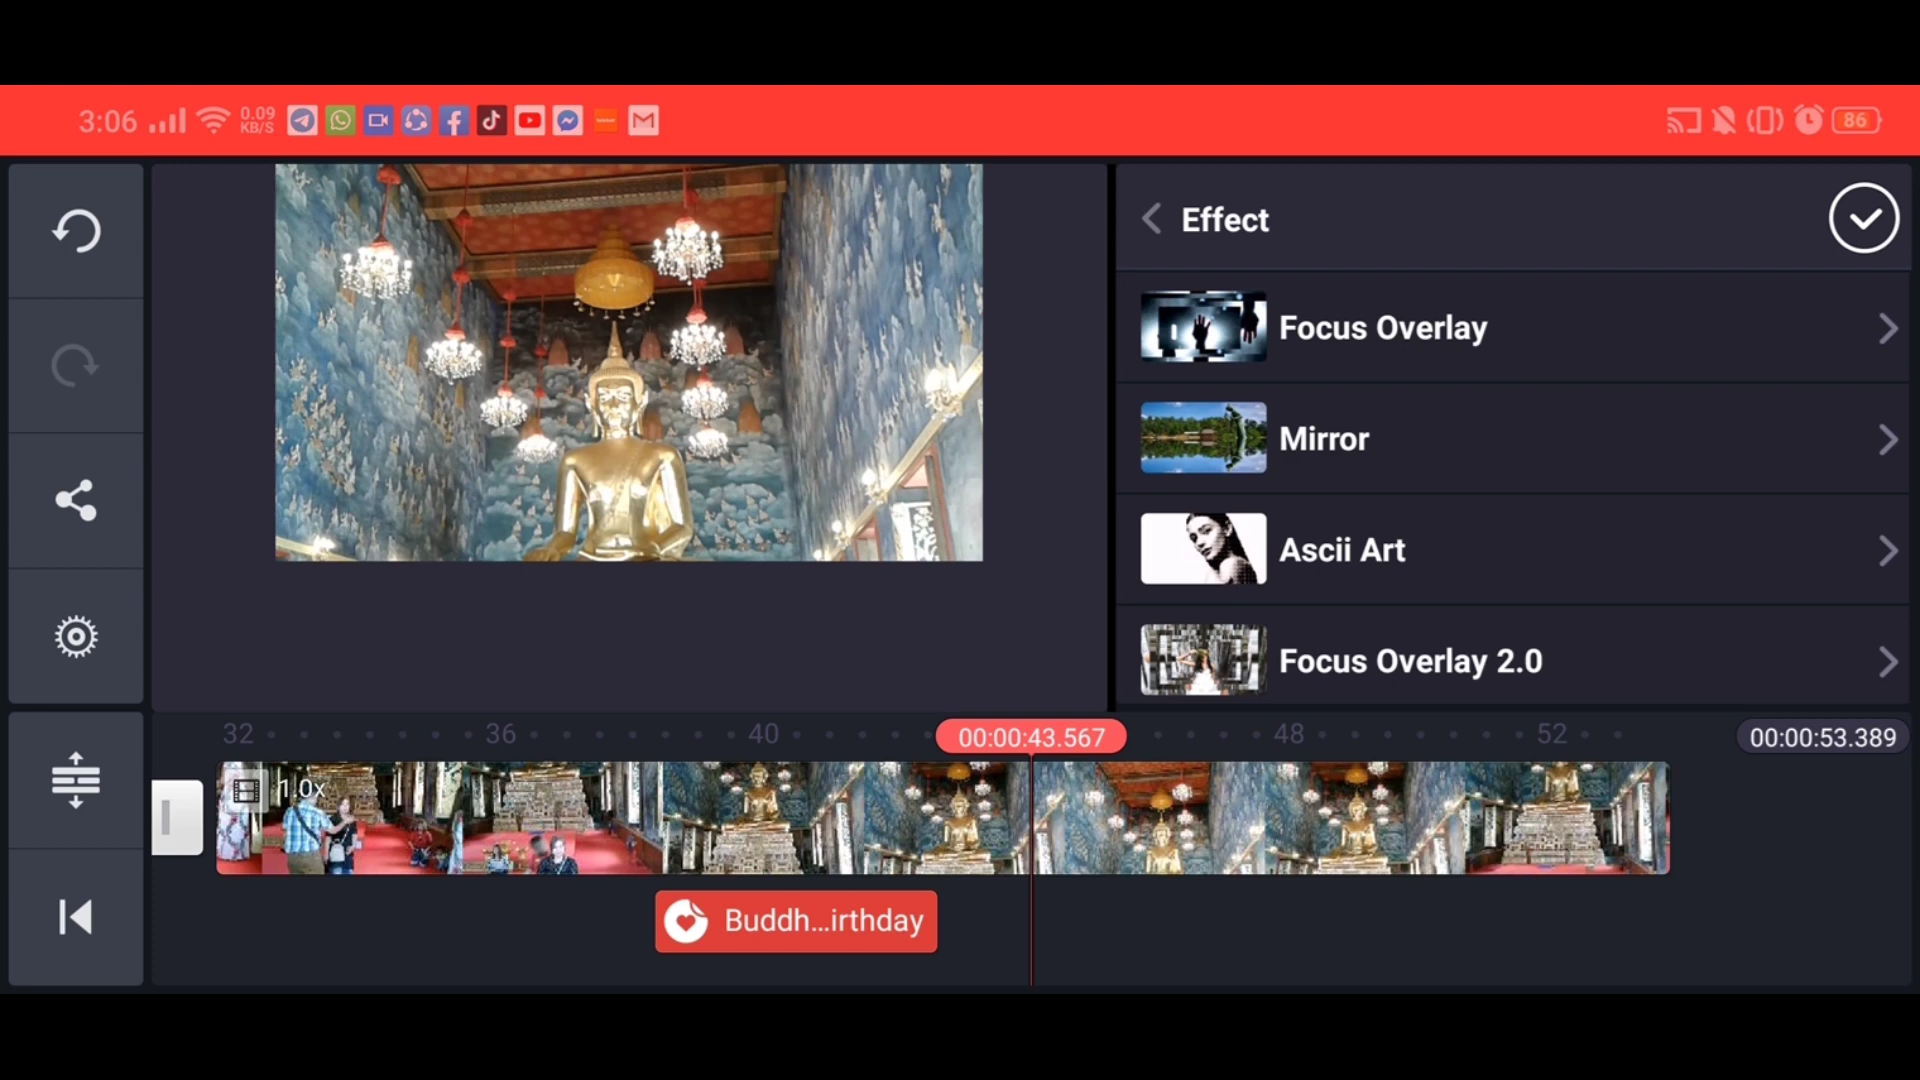 3:06
0.09
KB/S
86
Effect
Focus Overlay
Mirror
Ascii Art
Focus Overlay 2.0
32 36 40 00:00:43.567 48 52 00:00:53.389
1.0x
Buddh...irthday